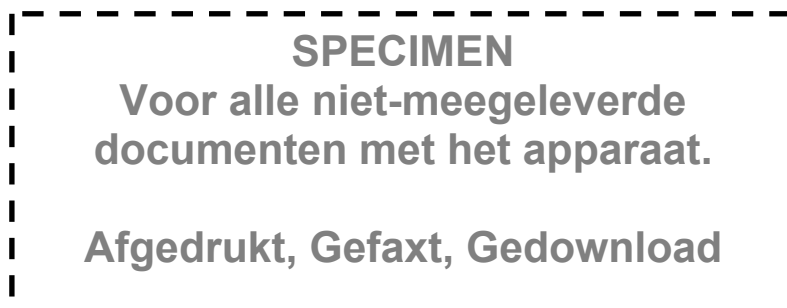 SPECIMEN
Voor alle niet-meegeleverde
documenten met het apparaat.
Afgedrukt, Gefaxt, Gedownload